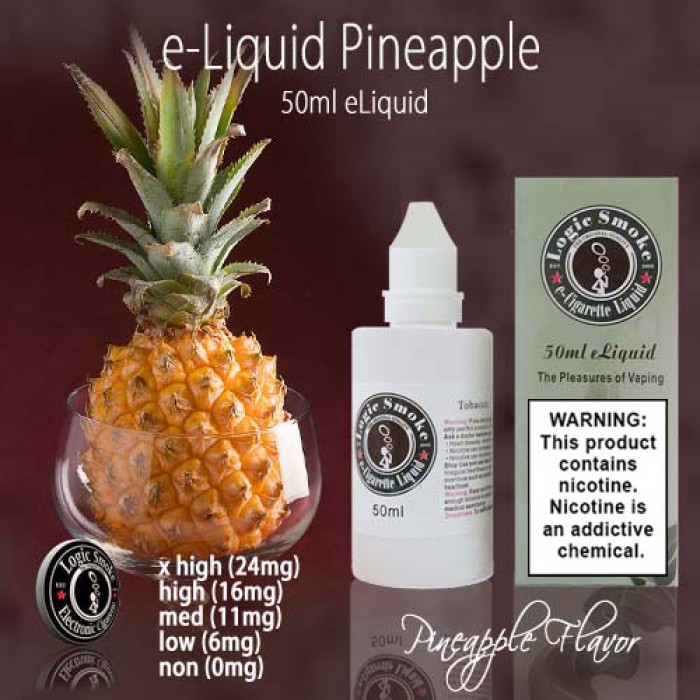 e-Liquid Pineapple
50ml eLiquid
Logic Smoke
e-Cigarette Liquid
50ml eLiquid
The Pleasures of Vaping
WARNING:
This product
contains
nicotine.
Nicotine is
an addictive
chemical.
Tobacco
Logic Smoke
e-Cigarette Liquid
50ml
Logic Smoke
Electronic Cigarettes
x high (24mg)
high (16mg)
med (11mg)
low (6mg)
non (0mg)
Pineapple Flavor